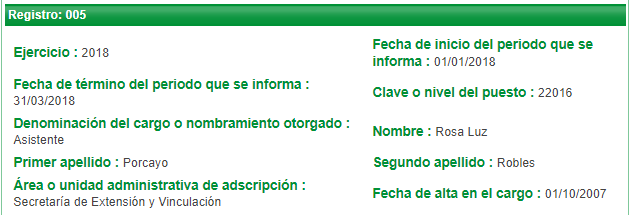 Registro: 005
Ejercicio : 2018
Fecha de inicio del periodo que se
informa : 01/01/2018
Fecha de término del periodo que se informa :
31/03/2018
Clave o nivel del puesto : 22016
Denominación del cargo o nombramiento otorgado :
Asistente
Nombre : Rosa Luz
Primer apellido : Porcayo
Segundo apellido : Robles
Área o unidad administrativa de adscripción :
Secretaría de Extensión y Vinculación
Fecha de alta en el cargo : 01/10/2007